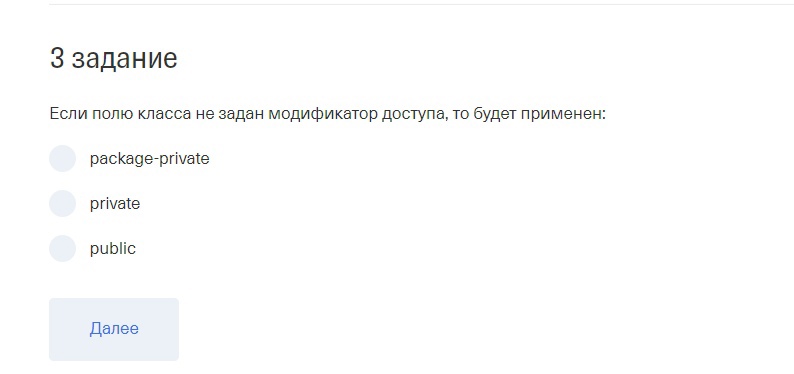 3 задание
Если полю класса не задан модификатор доступа, то будет применен:
package-private
private
public
Далее